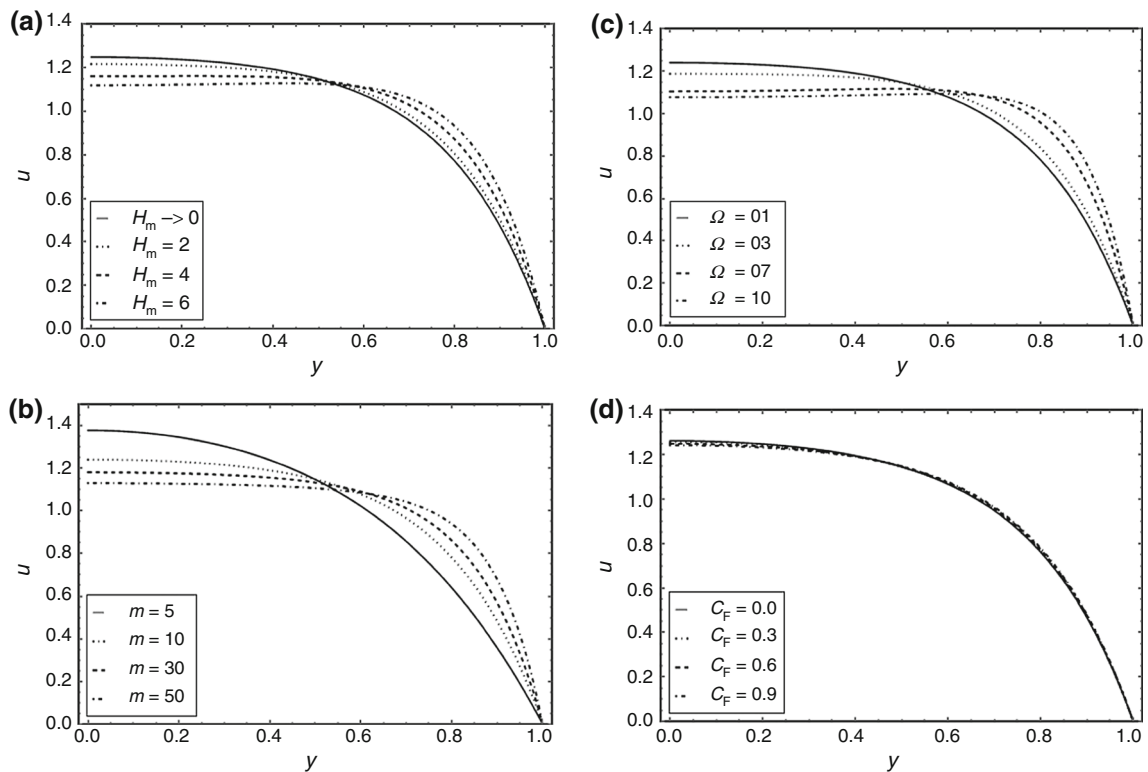 (a)
1.4
1.2
1.0
0.8
0.6
0.4
0.2
0.0
u
H_m –> 0
H_m = 2
H_m = 4
H_m = 6
0.0 0.2 0.4 0.6 0.8 1.0
y
(c)
1.4
1.2
1.0
0.8
0.6
0.4
0.2
0.0
u
Ω = 01
Ω = 03
Ω = 07
Ω = 10
0.0 0.2 0.4 0.6 0.8 1.0
y
(b)
1.4
1.2
1.0
0.8
0.6
0.4
0.2
0.0
u
m = 5
m = 10
m = 30
m = 50
0.0 0.2 0.4 0.6 0.8 1.0
y
(d)
1.4
1.2
1.0
0.8
0.6
0.4
0.2
0.0
u
C_F = 0.0
C_F = 0.3
C_F = 0.6
C_F = 0.9
0.0 0.2 0.4 0.6 0.8 1.0
y